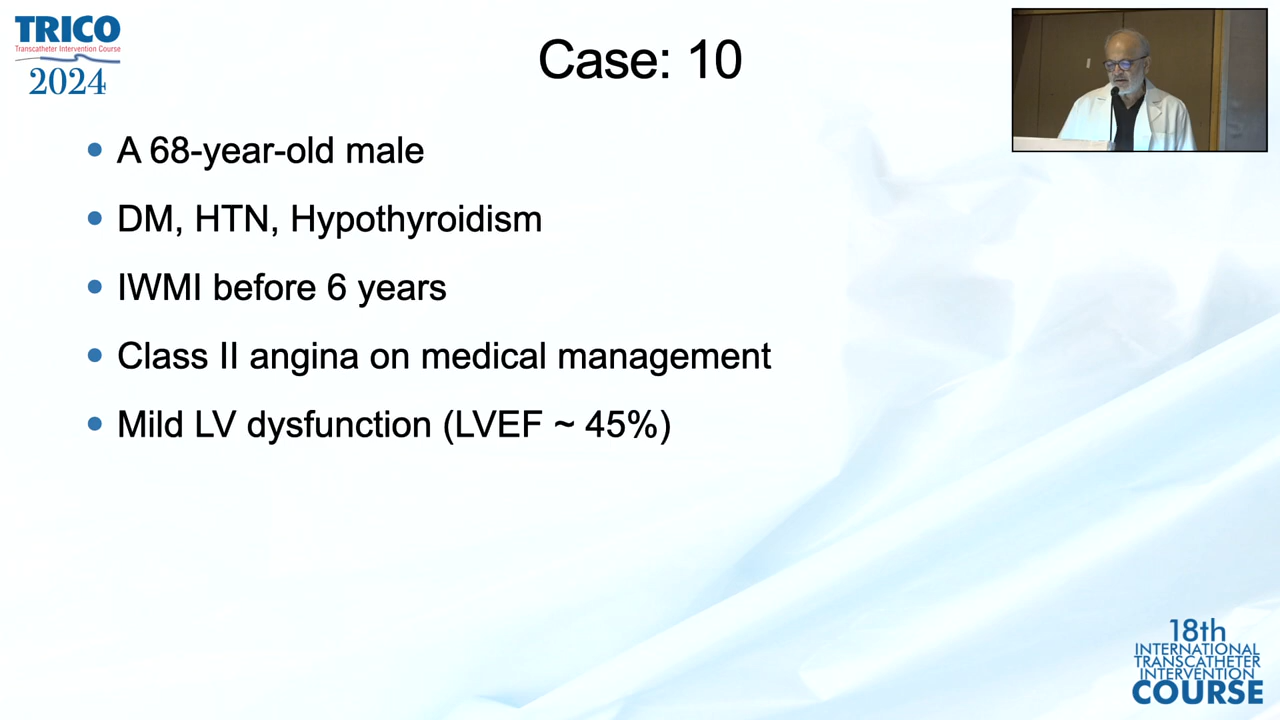 TRICO
Transcatheter Intervention Course
2024
Case: 10
A 68-year-old male
DM, HTN, Hypothyroidism
IWMI before 6 years
Class II angina on medical management
Mild LV dysfunction (LVEF ~ 45%)
18th
INTERNATIONAL
TRANSCATHETER
INTERVENTION
COURSE